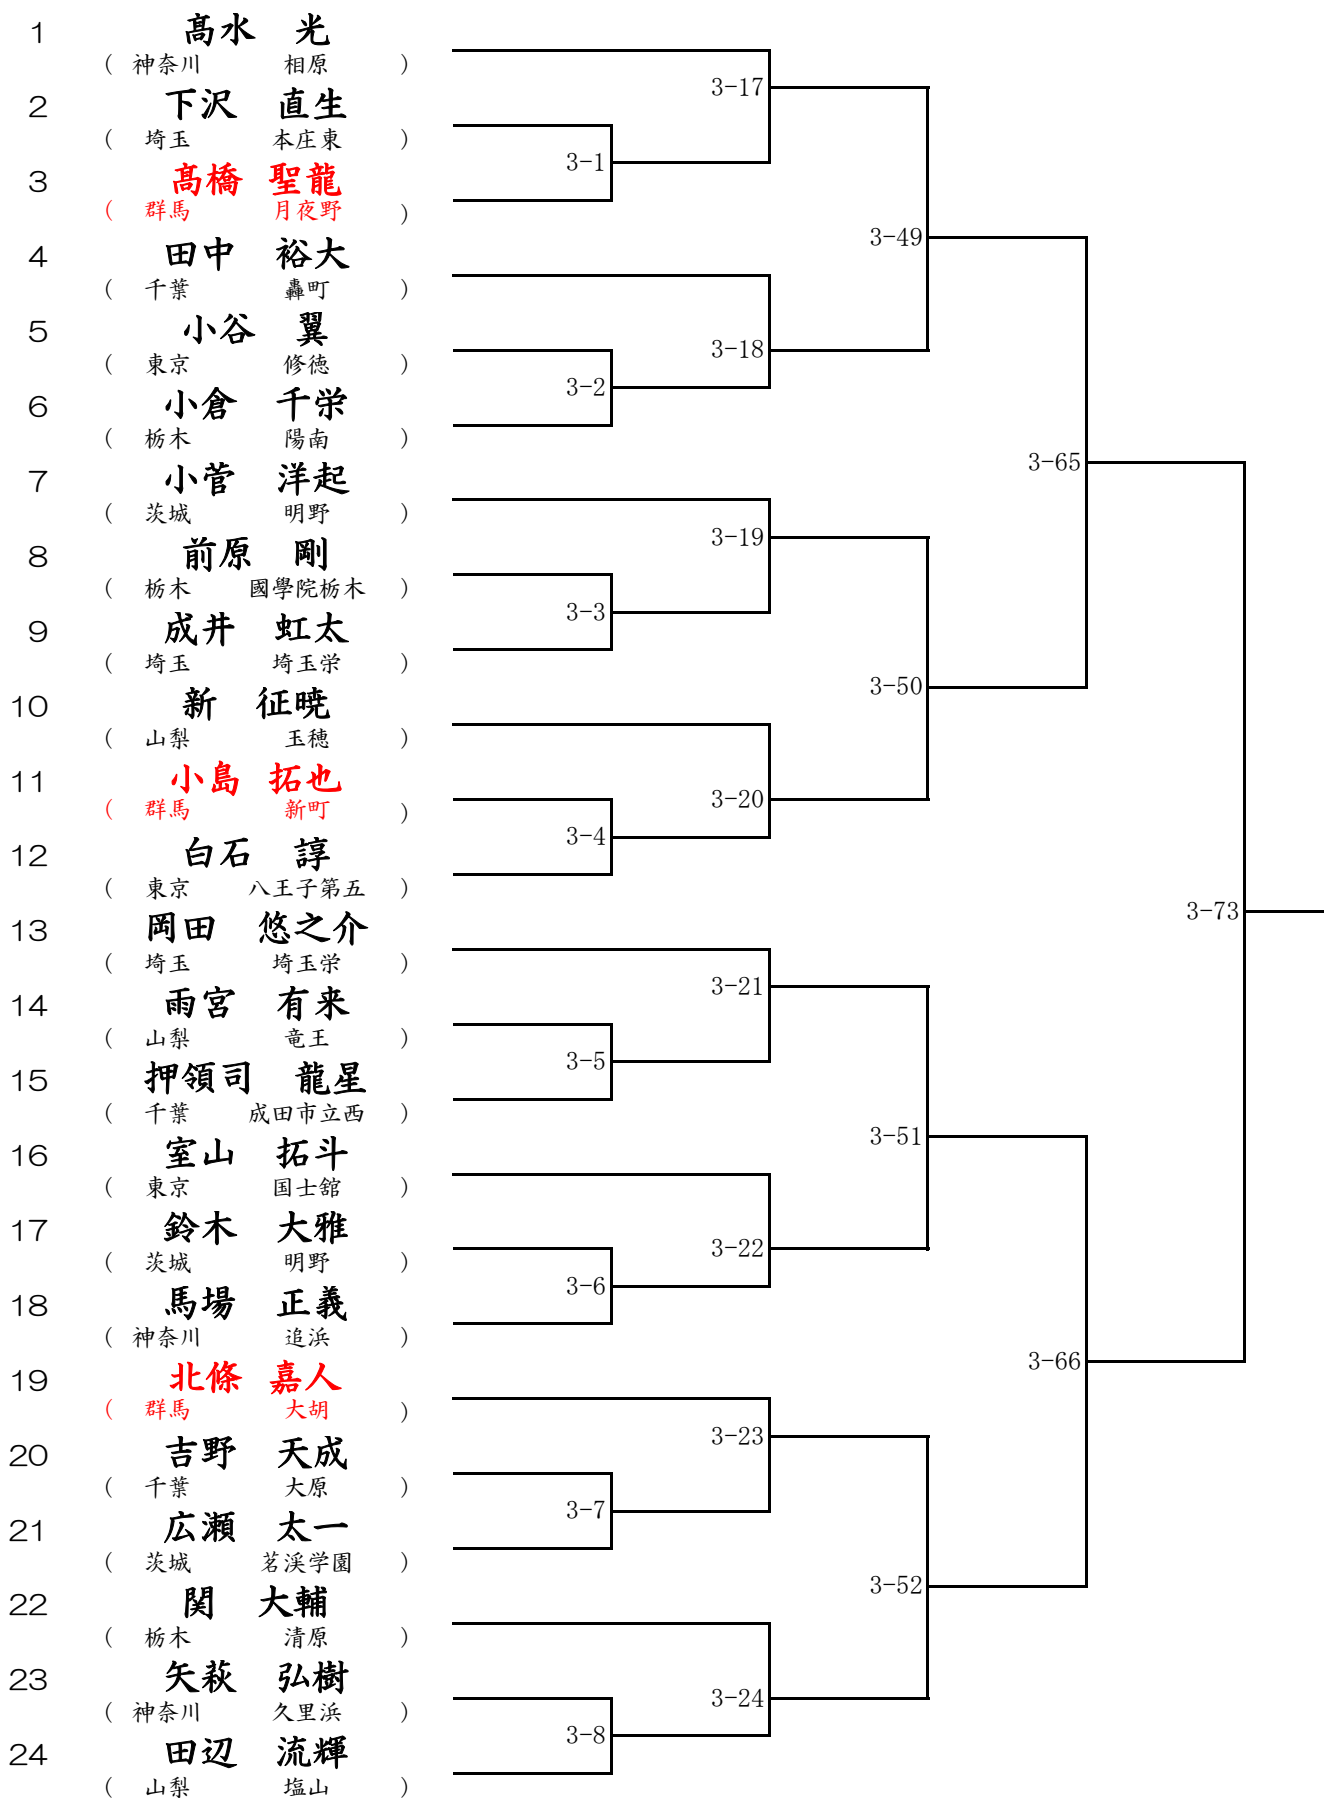 1 髙水 光
( 神奈川 相原 )
3-17
2 下沢 直生
( 埼玉 本庄東 )
3-1
3 髙橋 聖龍
( 群馬 月夜野 )
3-49
4 田中 裕大
( 千葉 轟町 )
5 小谷 翼
( 東京 修徳 )
3-18
3-2
6 小倉 千栄
( 栃木 陽南 )
3-65
7 小菅 洋起
( 茨城 明野 )
3-19
8 前原 剛
( 栃木 國學院栃木 )
3-3
9 成井 虹太
( 埼玉 埼玉栄 )
3-50
10 新 征暁
( 山梨 玉穂 )
11 小島 拓也
( 群馬 新町 )
3-20
3-4
12 白石 諄
( 東京 八王子第五 )
3-73
13 岡田 悠之介
( 埼玉 埼玉栄 )
3-21
14 雨宮 有来
( 山梨 竜王 )
3-5
15 押領司 龍星
( 千葉 成田市立西 )
3-51
16 室山 拓斗
( 東京 国士舘 )
17 鈴木 大雅
( 茨城 明野 )
3-22
3-6
18 馬場 正義
( 神奈川 追浜 )
3-66
19 北條 嘉人
( 群馬 大胡 )
3-23
20 吉野 天成
( 千葉 大原 )
3-7
21 広瀬 太一
( 茨城 茗渓学園 )
3-52
22 関 大輔
( 栃木 清原 )
23 矢萩 弘樹
( 神奈川 久里浜 )
3-24
3-8
24 田辺 流輝
( 山梨 塩山 )